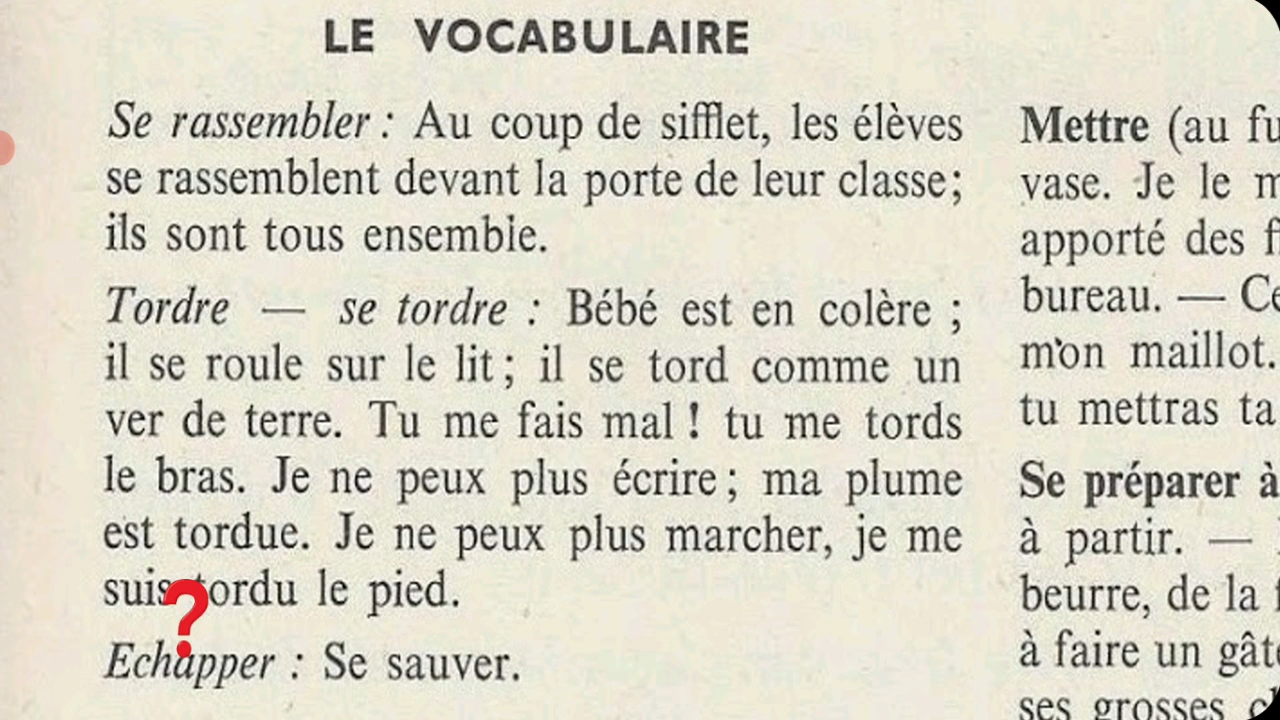 LE VOCABULAIRE
Se rassembler : Au coup de sifflet, les élèves
se rassemblent devant la porte de leur classe;
ils sont tous ensemble.
Tordre — se tordre : Bébé est en colère ;
il se roule sur le lit; il se tord comme un
ver de terre. Tu me fais mal ! tu me tords
le bras. Je ne peux plus écrire; ma plume
est tordue. Je ne peux plus marcher, je me
suis tordu le pied.
Echapper : Se sauver.
Mettre (au
vase. Je le
apporté des
bureau. —
mon maillot.
tu mettras
Se préparer à
à partir. —
beurre, de la
à faire un
ses grosses
?